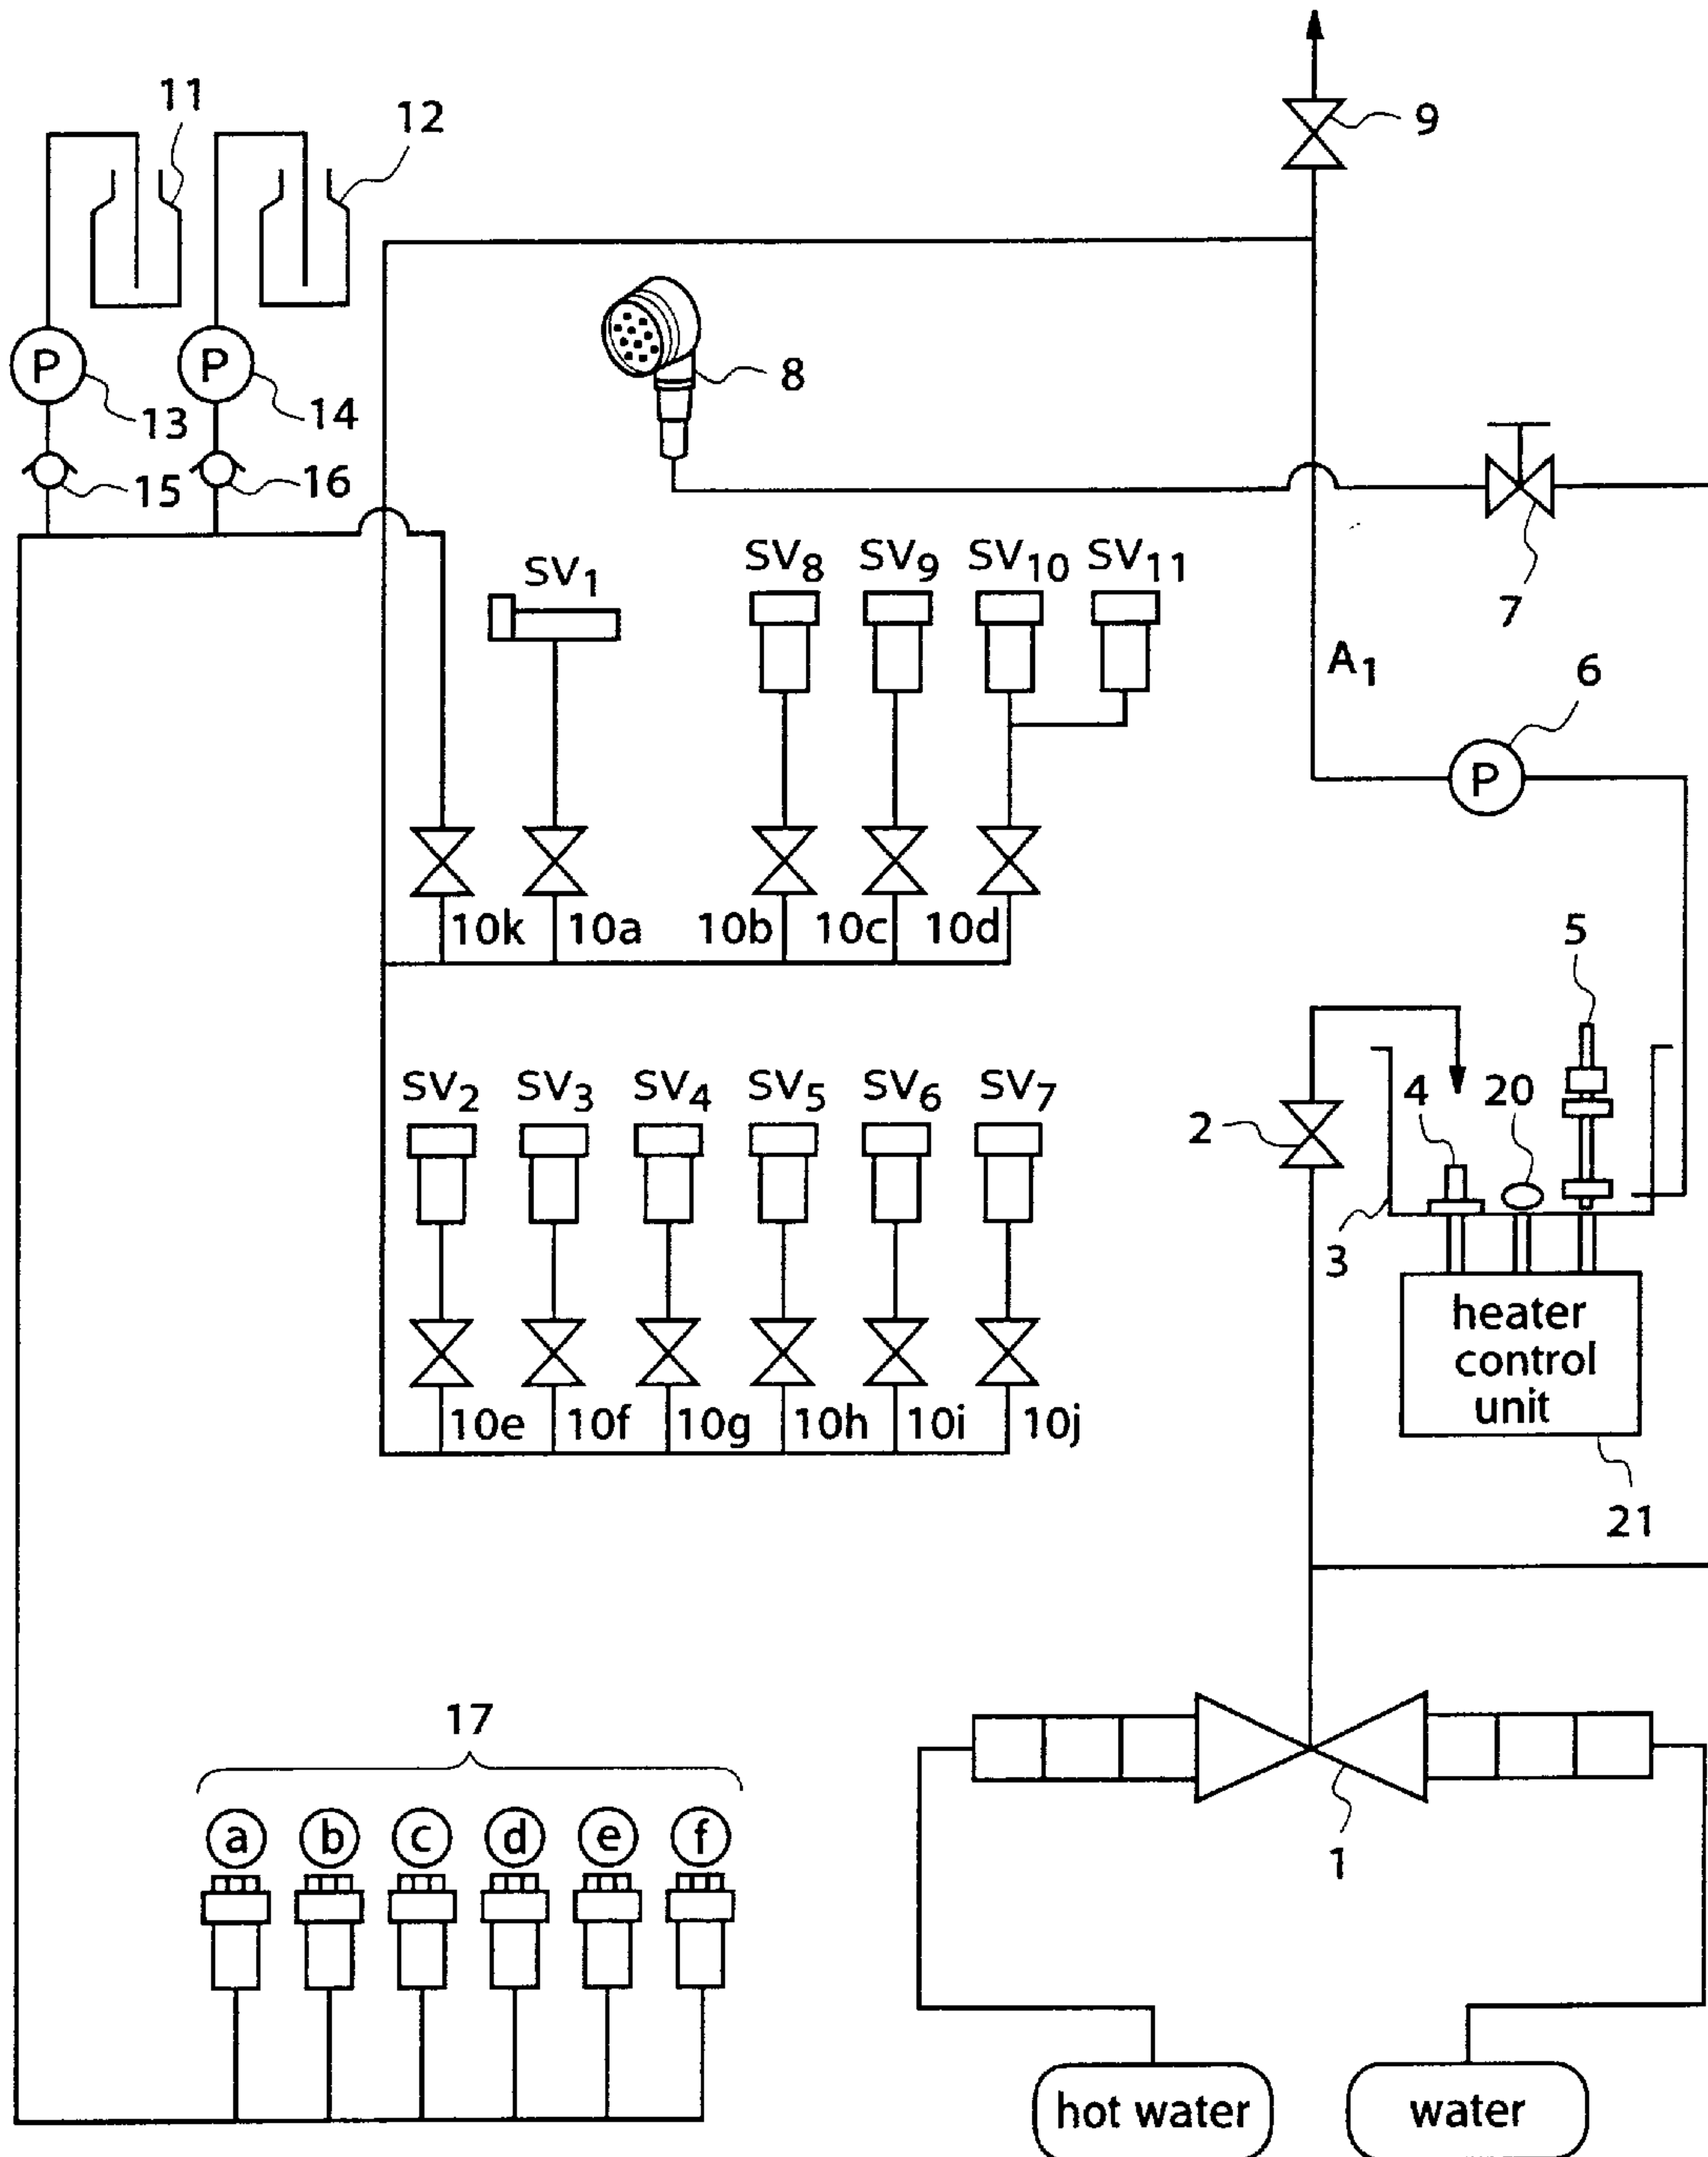 9
11
12
8
P
P
13
14
15
16
7
SV1
SV8
SV9
SV10
SV11
A1
6
P
10k
10a
10b
10c
10d
5
SV2
SV3
SV4
SV5
SV6
SV7
2
4
20
3
heater
control
unit
10e
10f
10g
10h
10i
10j
21
17
a
b
c
d
e
f
1
hot water
water